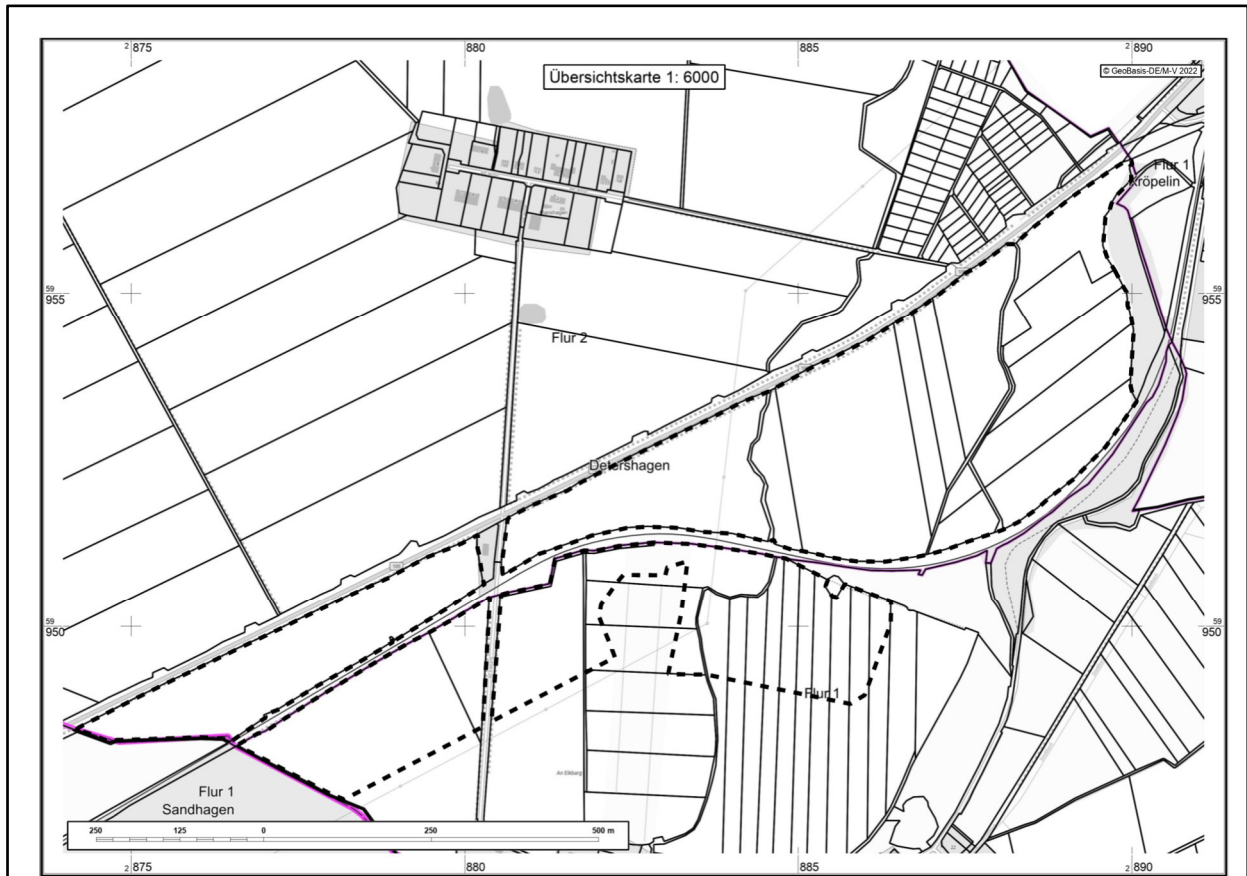 2 875
880
885
2 890
Übersichtskarte 1: 6000
© GeoBasis-DE/M-V 2022
Flur 1
Kröpelin
59
955
59
955
Flur 2
Detershagen
59
950
59
950
Flur 1
An Elkbarg
Flur 1
Sandhagen
250 125 0 250 500 m
2 875
880
885
2 890